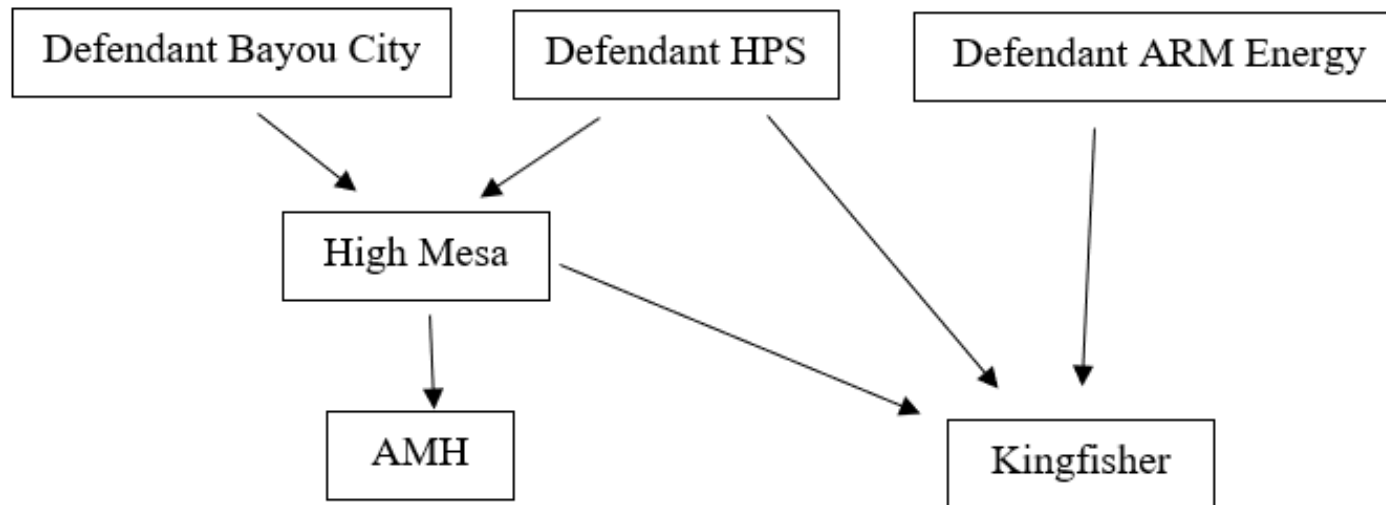 Defendant Bayou City
Defendant HPS
Defendant ARM Energy
High Mesa
AMH
Kingfisher